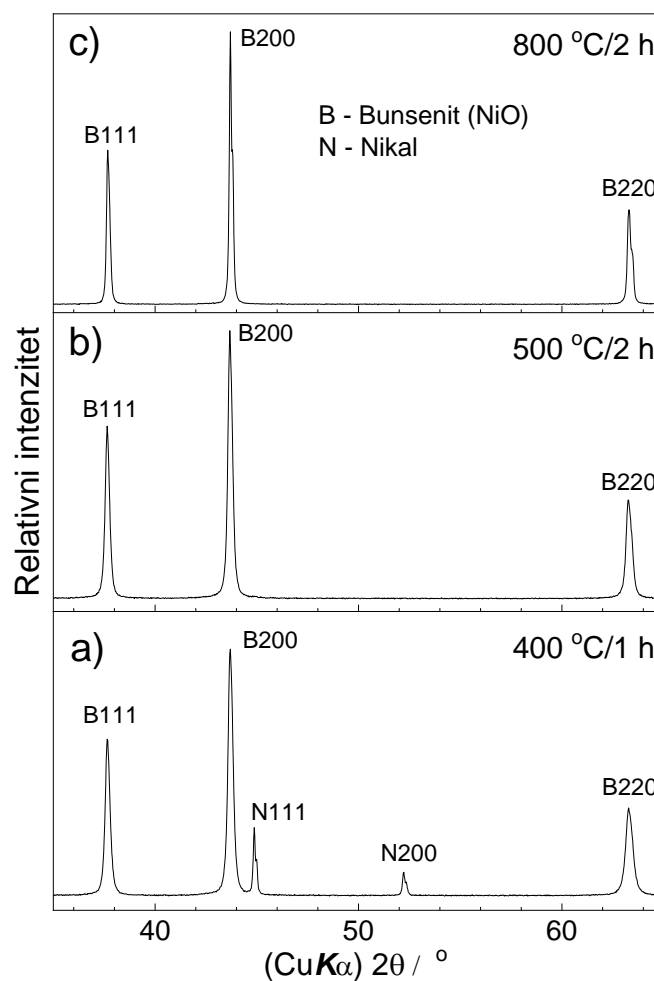 c)
B200
800 °C/2 h
B - Bunsenit (NiO)
N - Nikal
B111
B220
b)
B200
500 °C/2 h
B111
B220
a)
B200
400 °C/1 h
B111
N111
N200
B220
Relativni intenzitet
40 50 60
(CuKα) 2θ / °